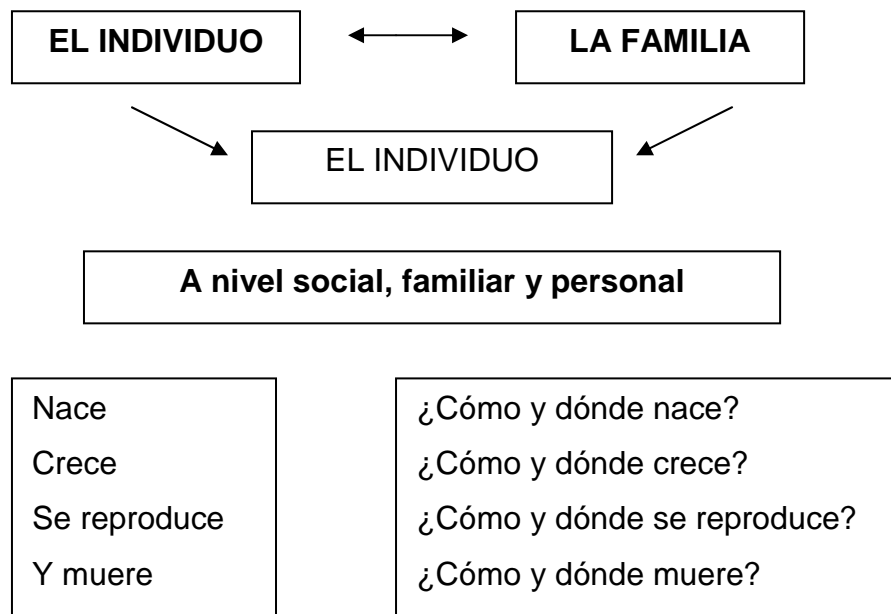 EL INDIVIDUO
LA FAMILIA
EL INDIVIDUO
A nivel social, familiar y personal
Nace
Crece
Se reproduce
Y muere
¿Cómo y dónde nace?
¿Cómo y dónde crece?
¿Cómo y dónde se reproduce?
¿Cómo y dónde muere?